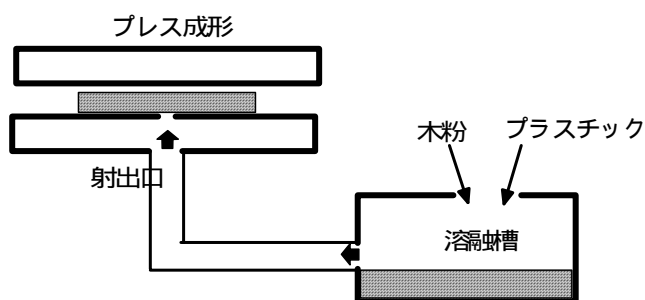 プレス成形
射出口
木粉
プラスチック
溶融槽